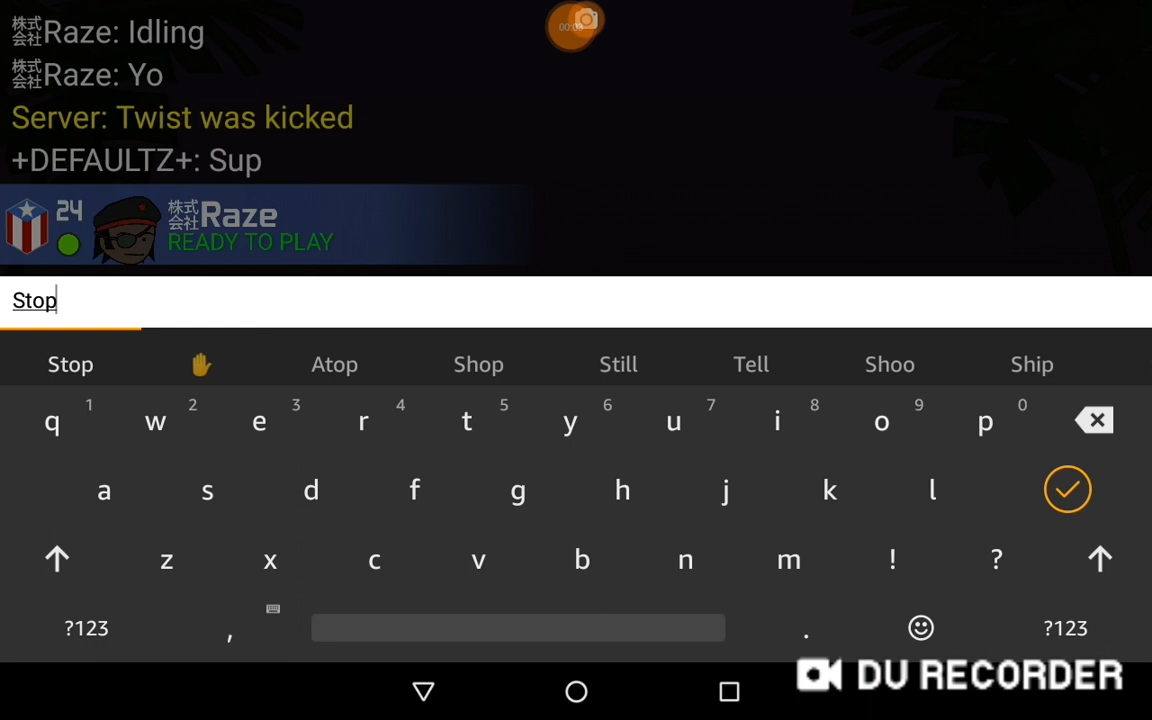 株式会社Raze: Idling
株式会社Raze: Yo
Server: Twist was kicked
+DEFAULTZ+: Sup
24
株式会社Raze
READY TO PLAY
Stop
Stop ✋ Atop Shop Still Tell Shoo Ship
1 2 3 4 5 6 7 8 9 0
q w e r t y u i o p
a s d f g h j k l
z x c v b n m ! ?
?123 , . ?123
DU RECORDER